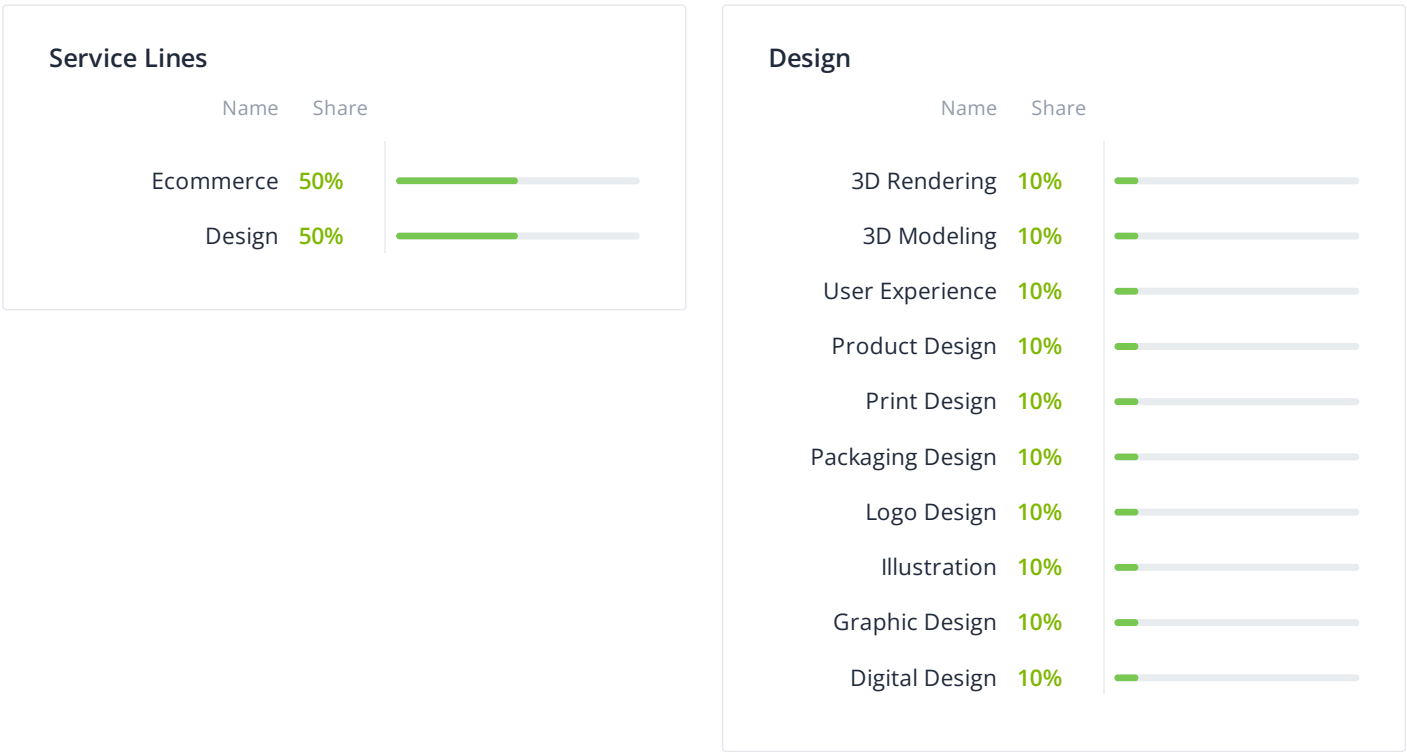 Service Lines
Name Share
Ecommerce 50%
Design 50%
Design
Name Share
3D Rendering 10%
3D Modeling 10%
User Experience 10%
Product Design 10%
Print Design 10%
Packaging Design 10%
Logo Design 10%
Illustration 10%
Graphic Design 10%
Digital Design 10%